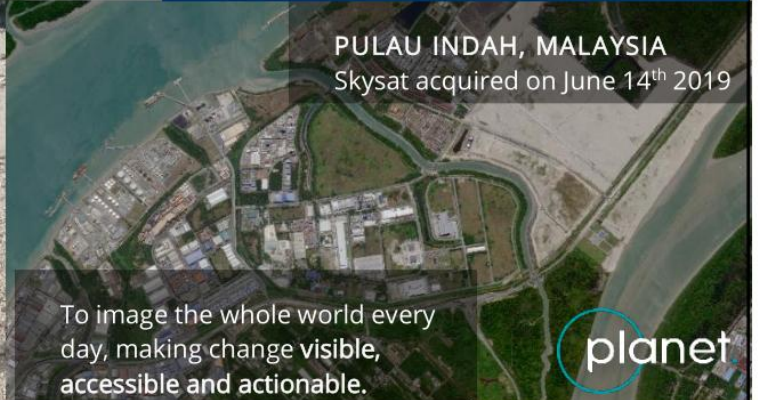 PULAU INDAH, MALAYSIA
Skysat acquired on June 14th 2019
To image the whole world every
day, making change visible,
accessible and actionable.
planet.